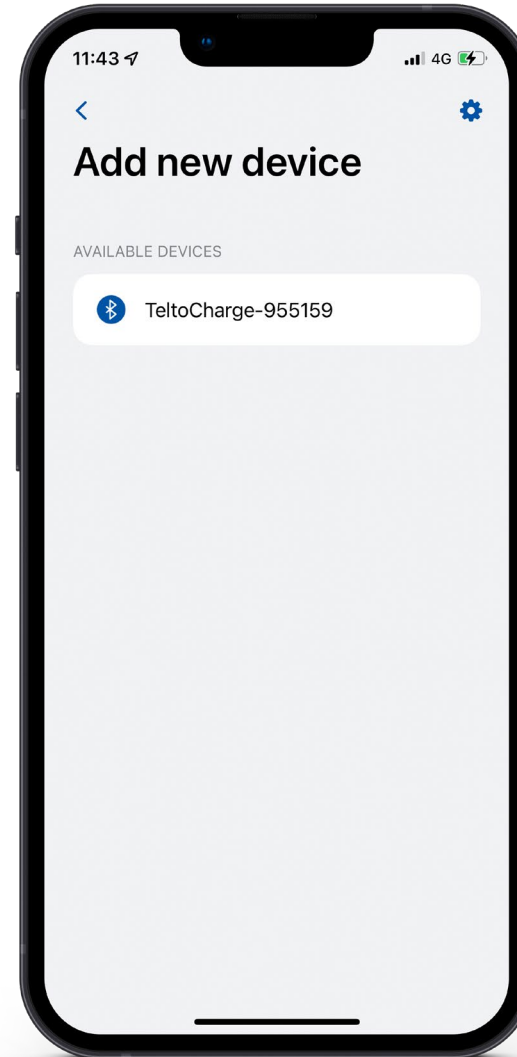 11:43
4G
Add new device
AVAILABLE DEVICES
TeltoCharge-955159